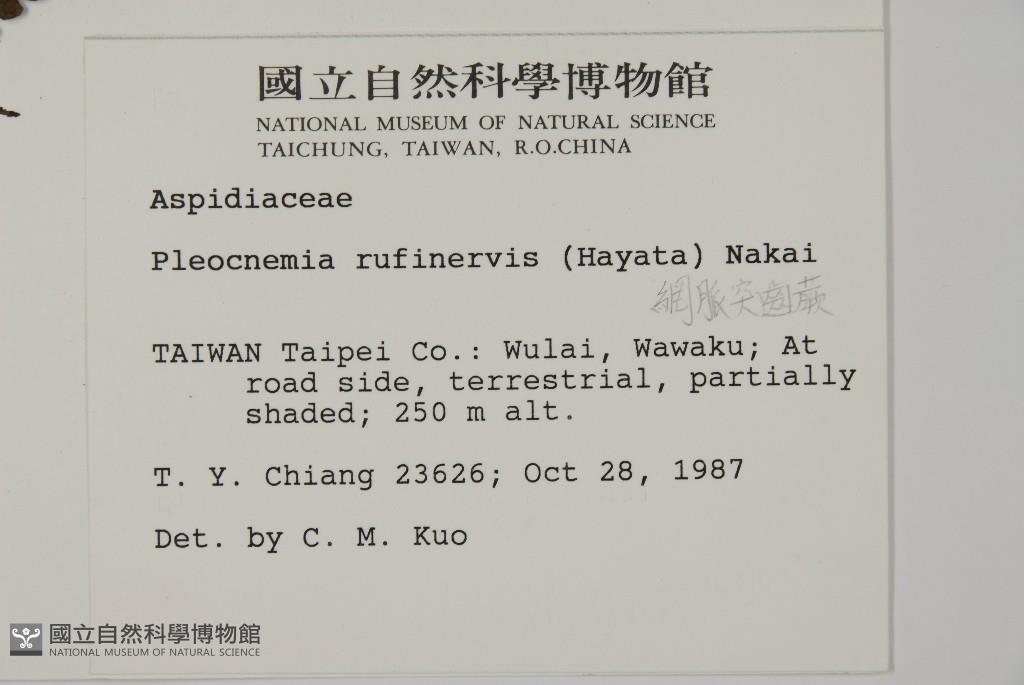 國立自然科學博物館
NATIONAL MUSEUM OF NATURAL SCIENCE
TAICHUNG, TAIWAN, R.O.CHINA
Aspidiaceae
Pleocnemia rufinervis (Hayata) Nakai
網脈突齒蕨
TAIWAN Taipei Co.: Wulai, Wawaku; At
road side, terrestrial, partially
shaded; 250 m alt.
T. Y. Chiang 23626; Oct 28, 1987
Det. by C. M. Kuo
國立自然科學博物館
NATIONAL MUSEUM OF NATURAL SCIENCE